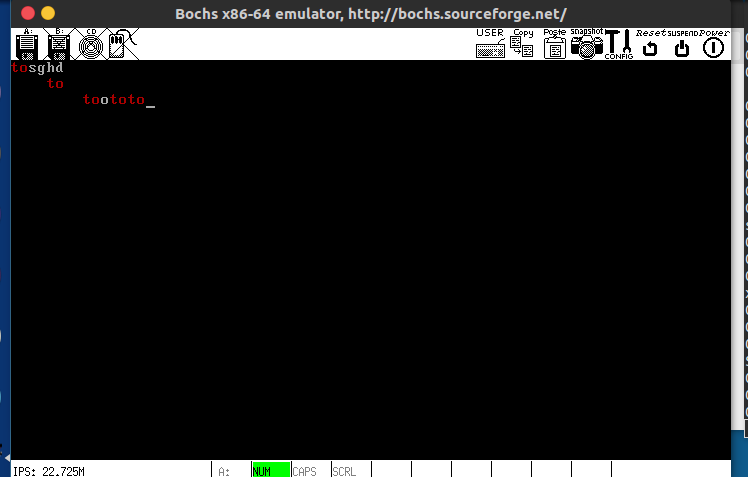 Bochs x86-64 emulator, http://bochs.sourceforge.net/
A: B: CD USER Copy Paste Snapshot CONFIG Reset SUSPEND Power
tosghd
to
toototo_
IPS: 22.725M A: NUM CAPS SCRL